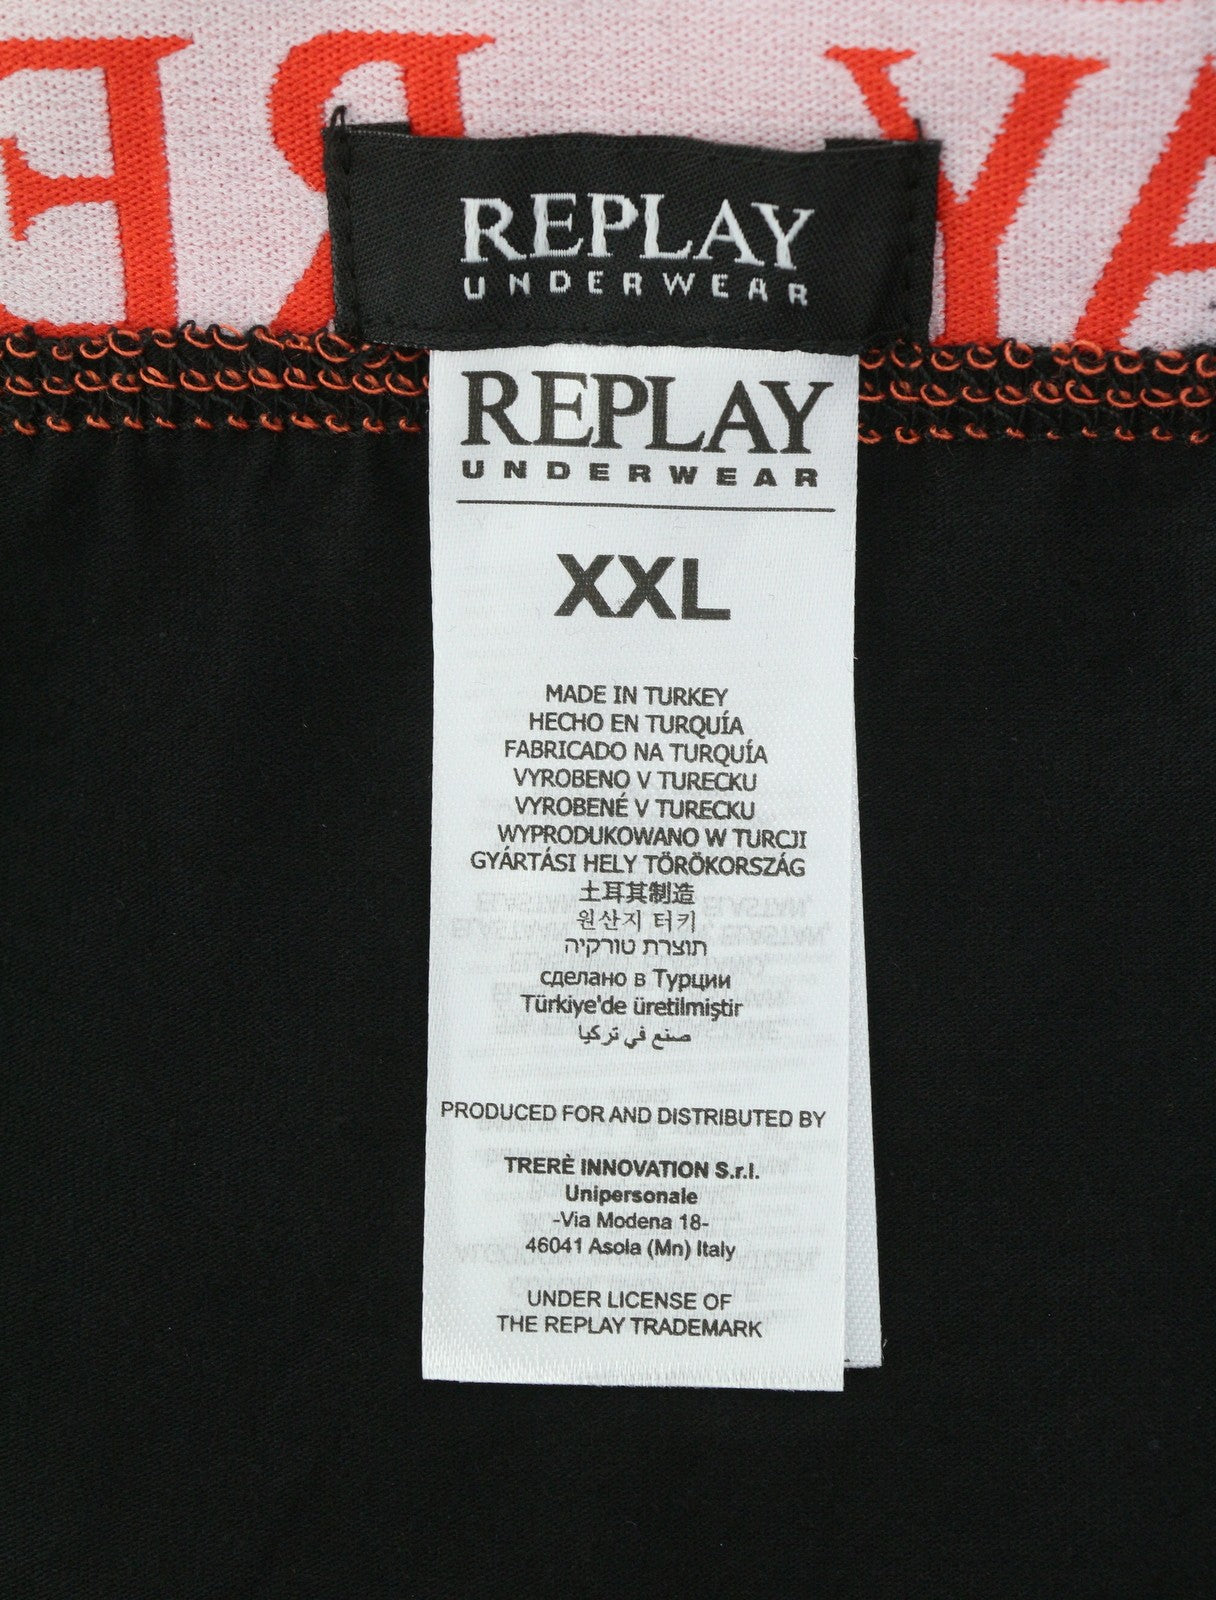 REPLAY
UNDERWEAR
REPLAY
UNDERWEAR
XXL
MADE IN TURKEY
HECHO EN TURQUÍA
FABRICADO NA TURQUÍA
VYROBENO V TURECKU
VYROBENÉ V TURECKU
WYPRODUKOWANO W TURCJI
GYÁRTÁSI HELY TÖRÖKORSZÁG
土耳其制造
원산지 터키
תוצרת טורקיה
сделано в Турции
Türkiye'de üretilmiştir
صنع في تركيا
PRODUCED FOR AND DISTRIBUTED BY
TRERÈ INNOVATION S.r.l.
Unipersonale
-Via Modena 18-
46041 Asola (Mn) Italy
UNDER LICENSE OF
THE REPLAY TRADEMARK